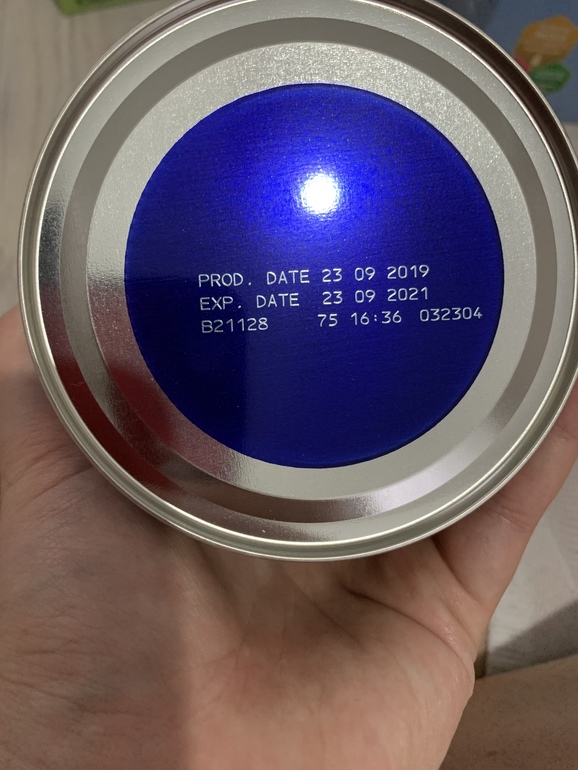 PROD. DATE 23 09 2019
EXP. DATE 23 09 2021
B21128 75 16:36 032304